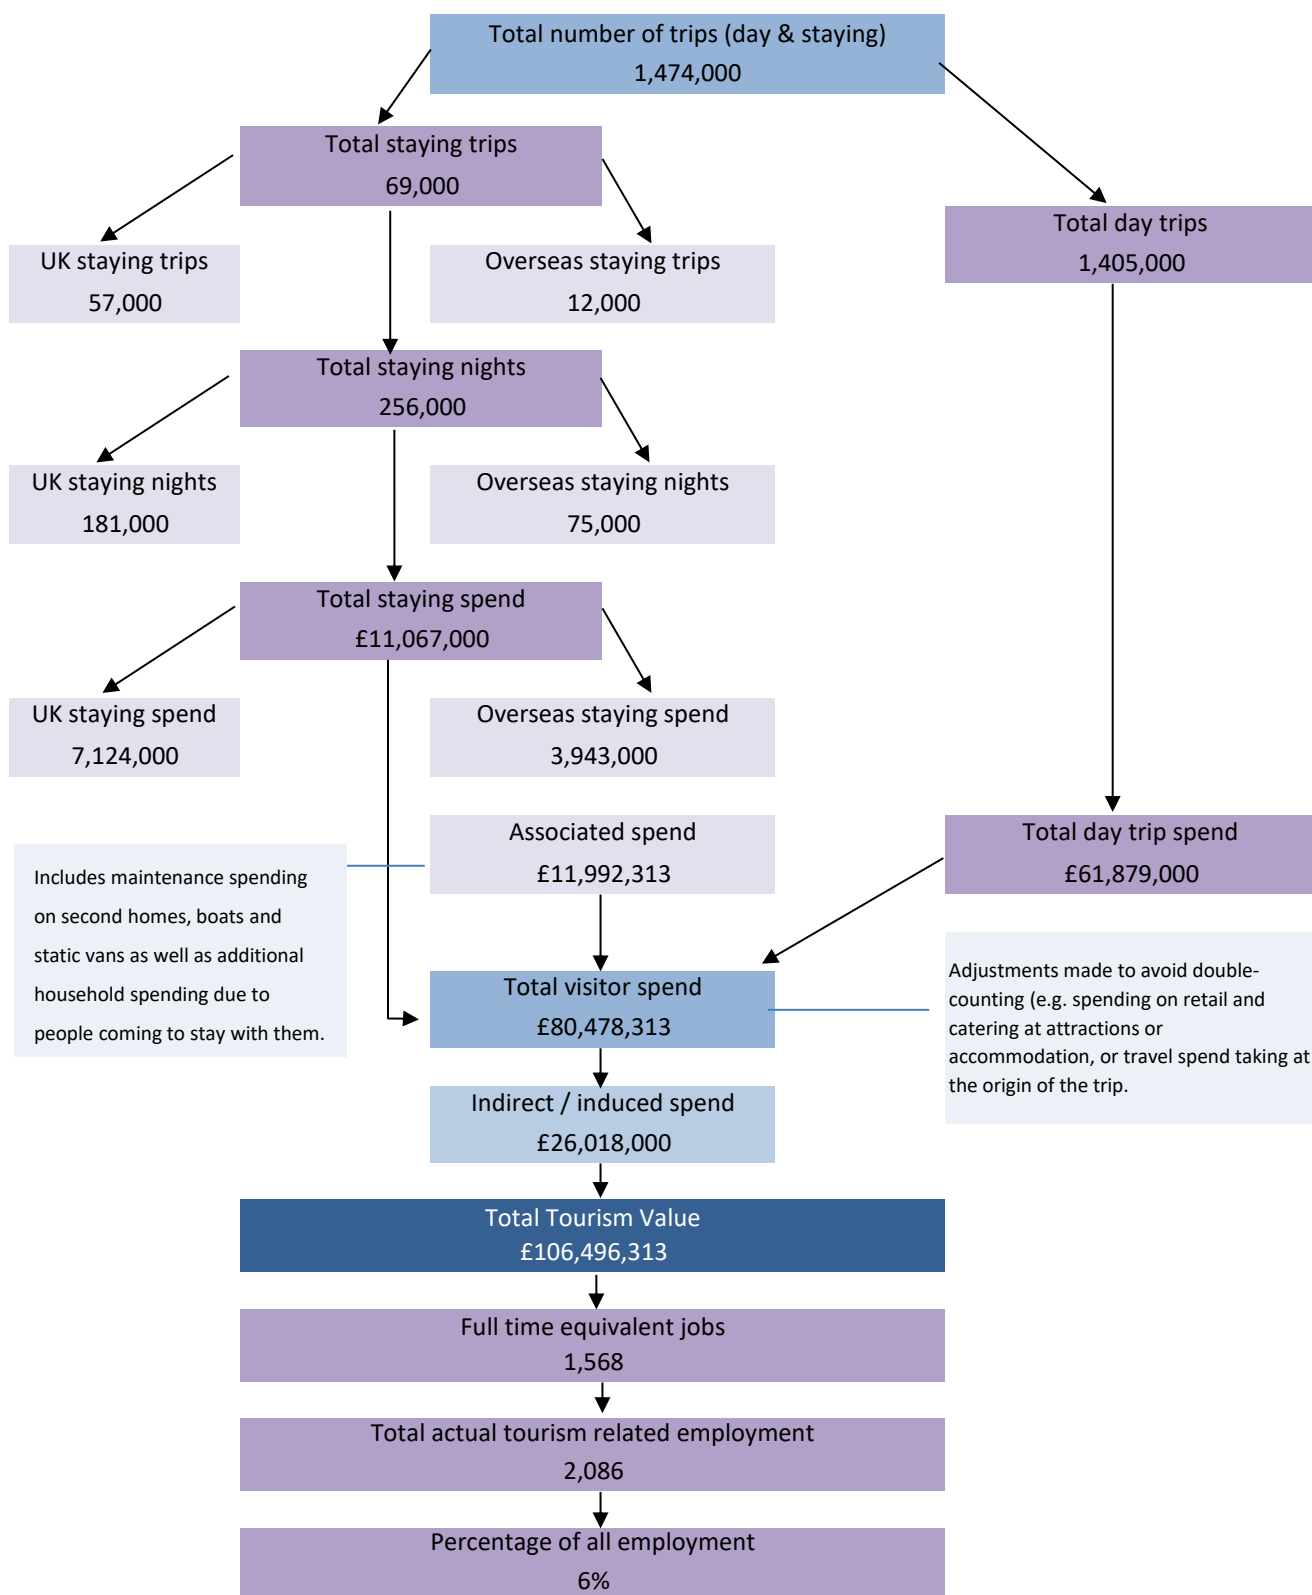 Total number of trips (day & staying)
1,474,000
Total staying trips
69,000
Total day trips
1,405,000
UK staying trips
57,000
Overseas staying trips
12,000
Total staying nights
256,000
UK staying nights
181,000
Overseas staying nights
75,000
Total staying spend
£11,067,000
UK staying spend
7,124,000
Overseas staying spend
3,943,000
Associated spend
£11,992,313
Total day trip spend
£61,879,000
Includes maintenance spending
on second homes, boats and
static vans as well as additional
household spending due to
people coming to stay with them.
Total visitor spend
£80,478,313
Adjustments made to avoid double-
counting (e.g. spending on retail and
catering at attractions or
accommodation, or travel spend taking at
the origin of the trip.
Indirect / induced spend
£26,018,000
Total Tourism Value
£106,496,313
Full time equivalent jobs
1,568
Total actual tourism related employment
2,086
Percentage of all employment
6%